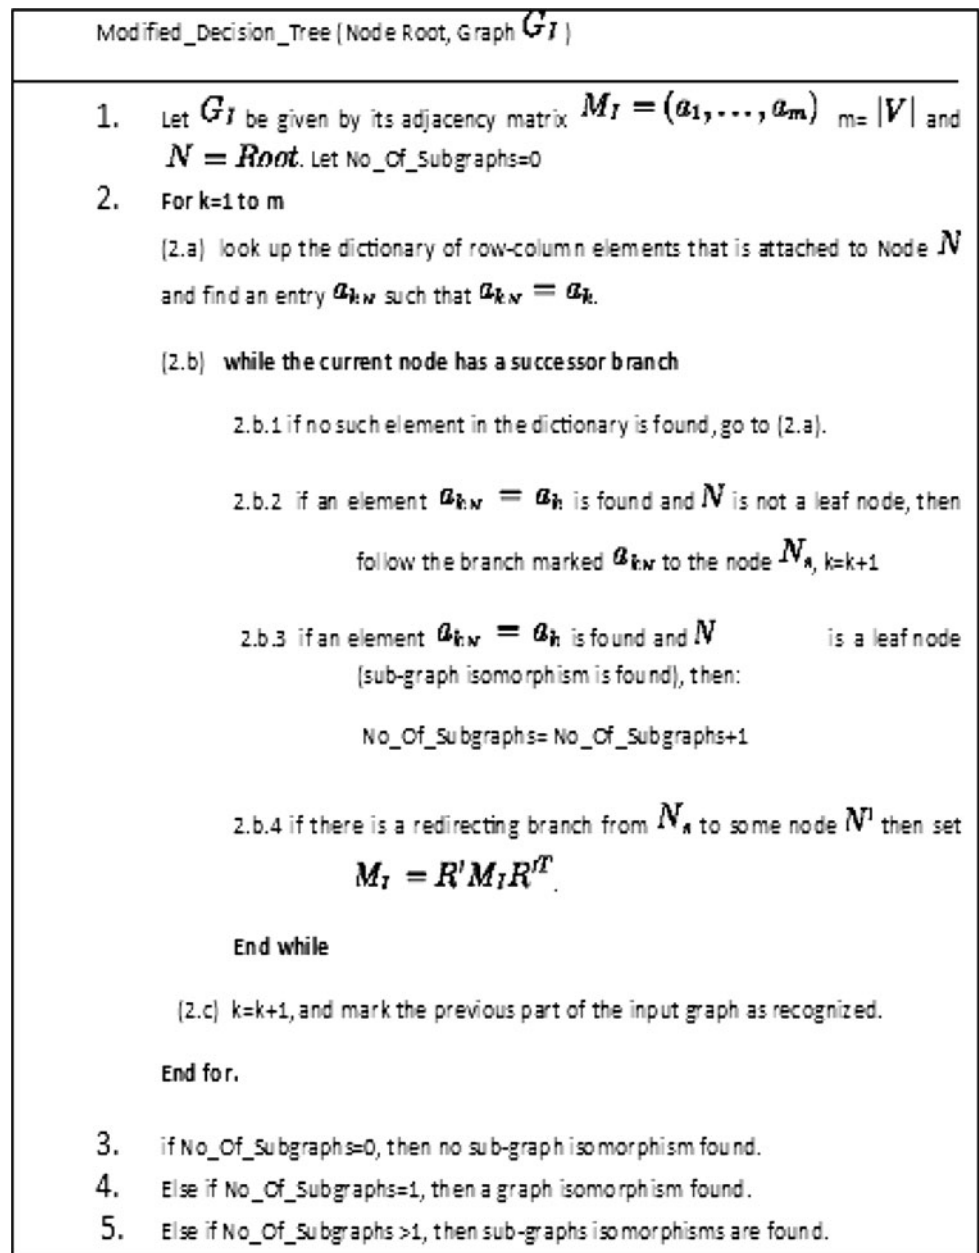 Modified_Decision_Tree (Node Root, Graph G_I )
1. Let G_I be given by its adjacency matrix M_I = (a_1, . . . , a_m) m= |V| and
N = Root. Let No_Of_Subgraphs=0
2. For k=1 to m
(2.a) look up the dictionary of row-column elements that is attached to Node N
and find an entry a_kN such that a_kN = a_k.
(2.b) while the current node has a successor branch
2.b.1 if no such element in the dictionary is found, go to (2.a).
2.b.2 if an element a_kN = a_k is found and N is not a leaf node, then
follow the branch marked a_kN to the node N_s, k=k+1
2.b.3 if an element a_kN = a_k is found and N is a leaf node
(sub-graph isomorphism is found), then:
No_Of_Subgraphs= No_Of_Subgraphs+1
2.b.4 if there is a redirecting branch from N_s to some node N' then set
M_I = R'M_IR'^T.
End while
(2.c) k=k+1, and mark the previous part of the input graph as recognized.
End for.
3. if No_Of_Subgraphs=0, then no sub-graph isomorphism found.
4. Else if No_Of_Subgraphs=1, then a graph isomorphism found.
5. Else if No_Of_Subgraphs >1, then sub-graphs isomorphisms are found.